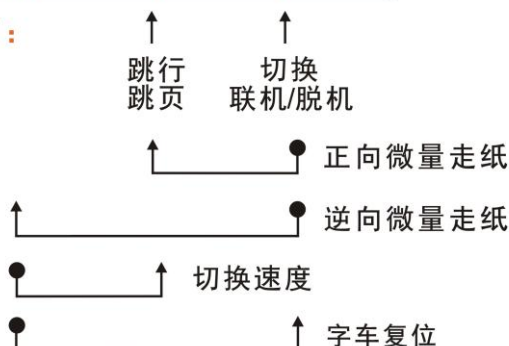 :
跳行 切换
跳页 联机/脱机
正向微量走纸
逆向微量走纸
切换速度
字车复位